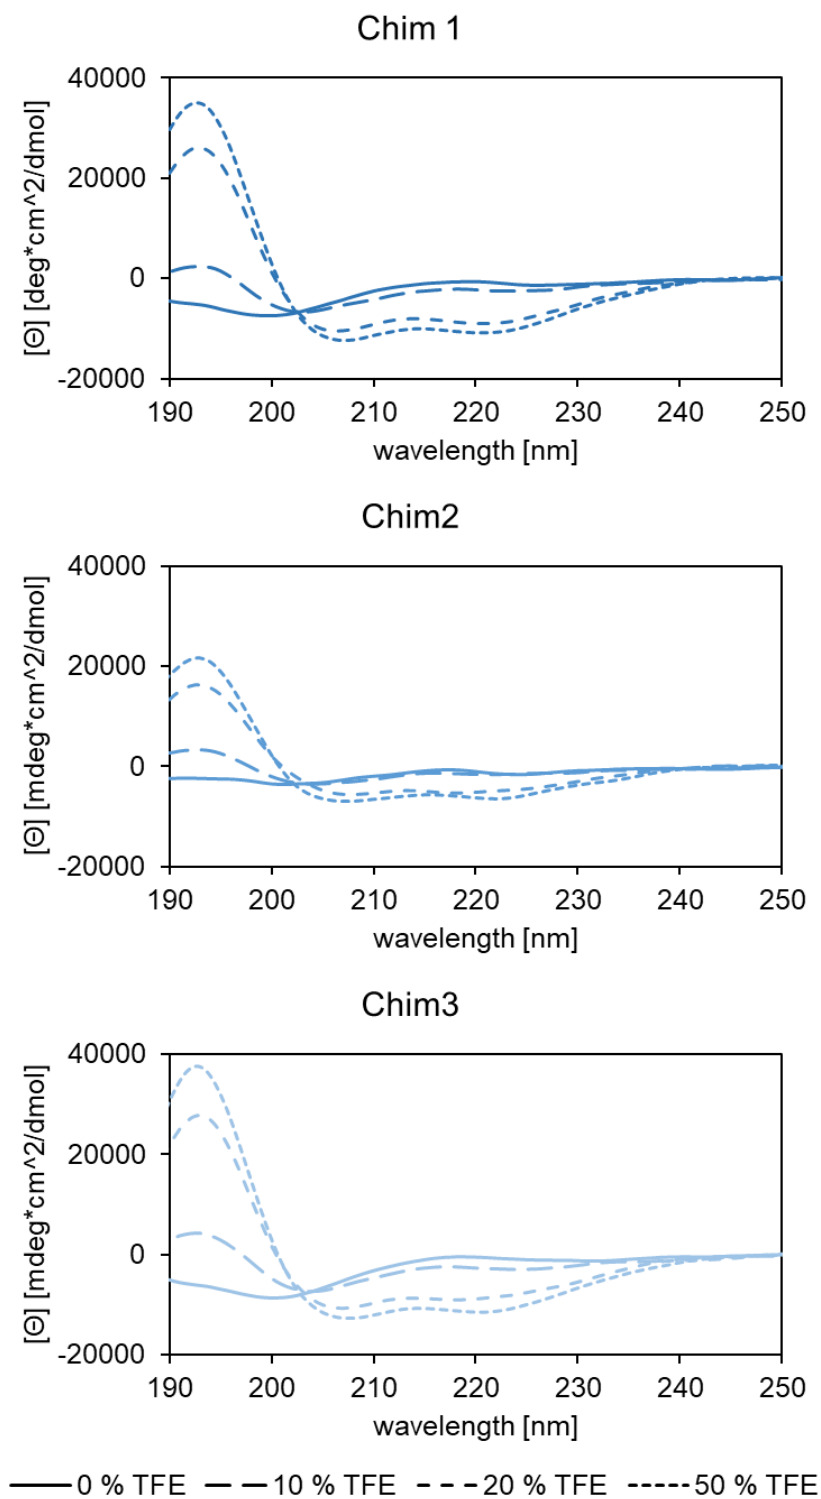 Chim 1
[Θ] [deg*cm^2/dmol]
40000
20000
0
-20000
190 200 210 220 230 240 250
wavelength [nm]
Chim2
[Θ] [mdeg*cm^2/dmol]
40000
20000
0
-20000
190 200 210 220 230 240 250
wavelength [nm]
Chim3
[Θ] [mdeg*cm^2/dmol]
40000
20000
0
-20000
190 200 210 220 230 240 250
wavelength [nm]
0 % TFE 10 % TFE 20 % TFE 50 % TFE